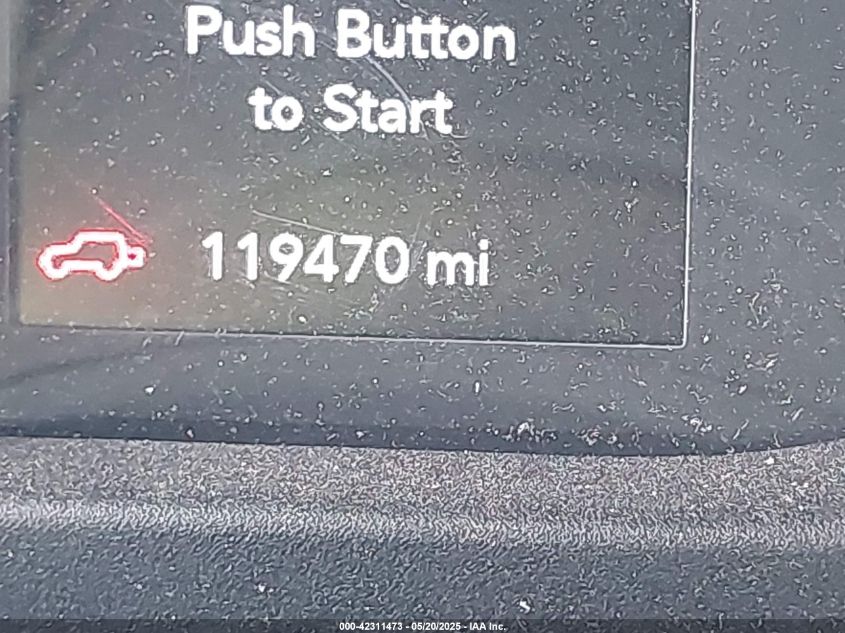 Push Button
to Start
119470 mi
000-42311473 - 05/20/2025 - IAA Inc.